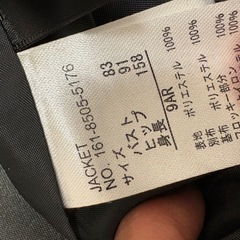 JACKET
NO. 161-8505-5176
サイズ
バスト 83
ヒップ 91
身長 158
9AR
表地 ポリエステル 100%
別布 ポリエステル 100%
ポリエステル 100%